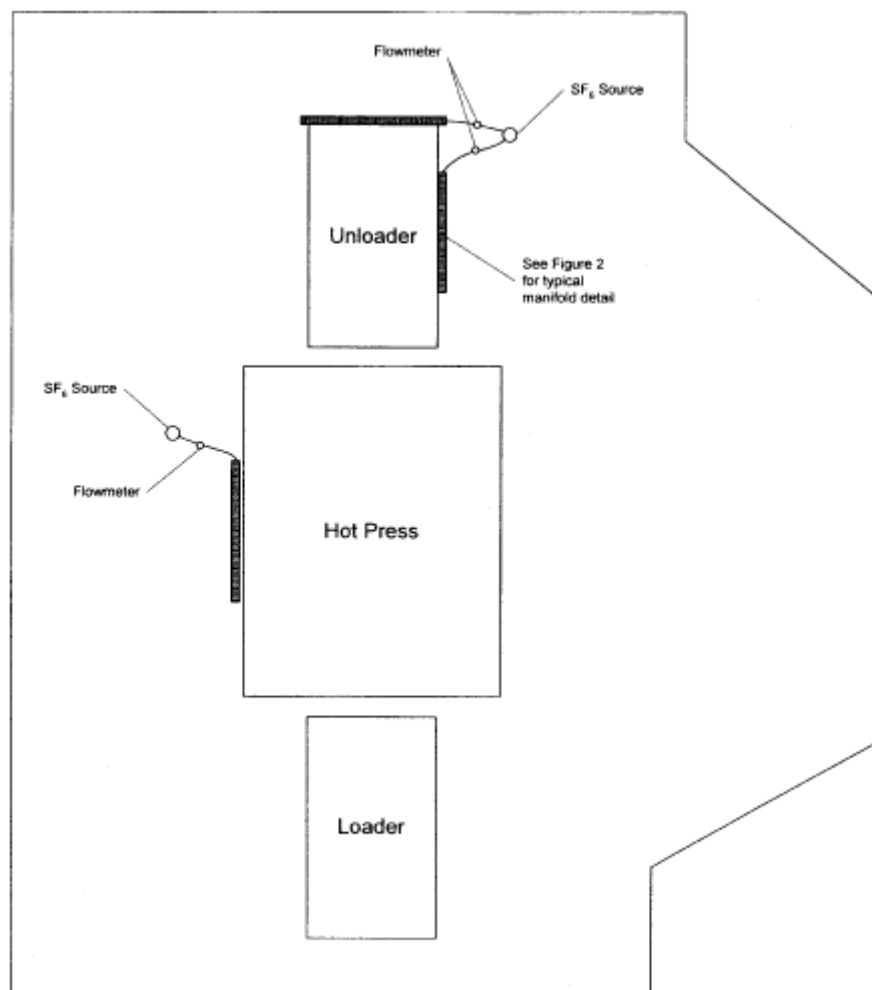 Flowmeter
SF₆ Source
Unloader
See Figure 2
for typical
manifold detail
SF₆ Source
Flowmeter
Hot Press
Loader